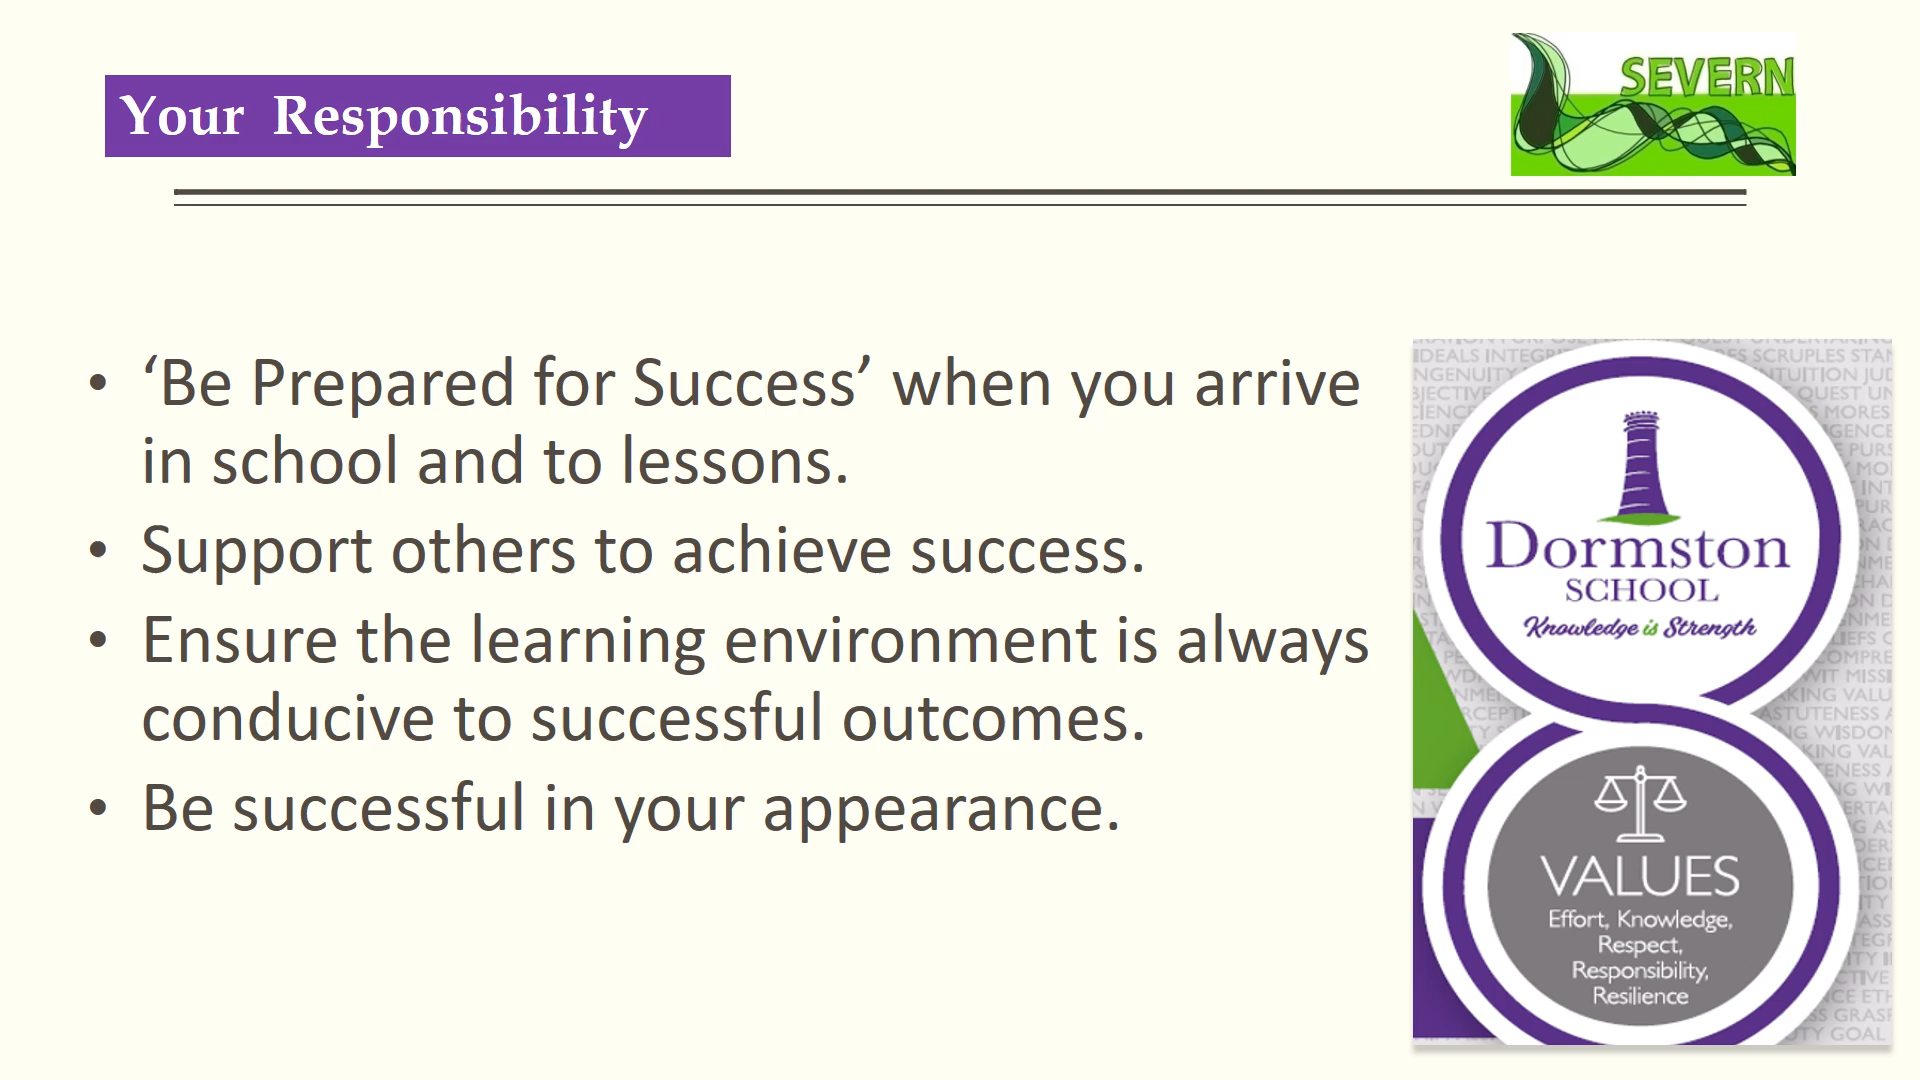 Your Responsibility
SEVERN
• ‘Be Prepared for Success’ when you arrive
in school and to lessons.
• Support others to achieve success.
• Ensure the learning environment is always
conducive to successful outcomes.
• Be successful in your appearance.
Dormston
SCHOOL
Knowledge is Strength
VALUES
Effort, Knowledge,
Respect,
Responsibility,
Resilience